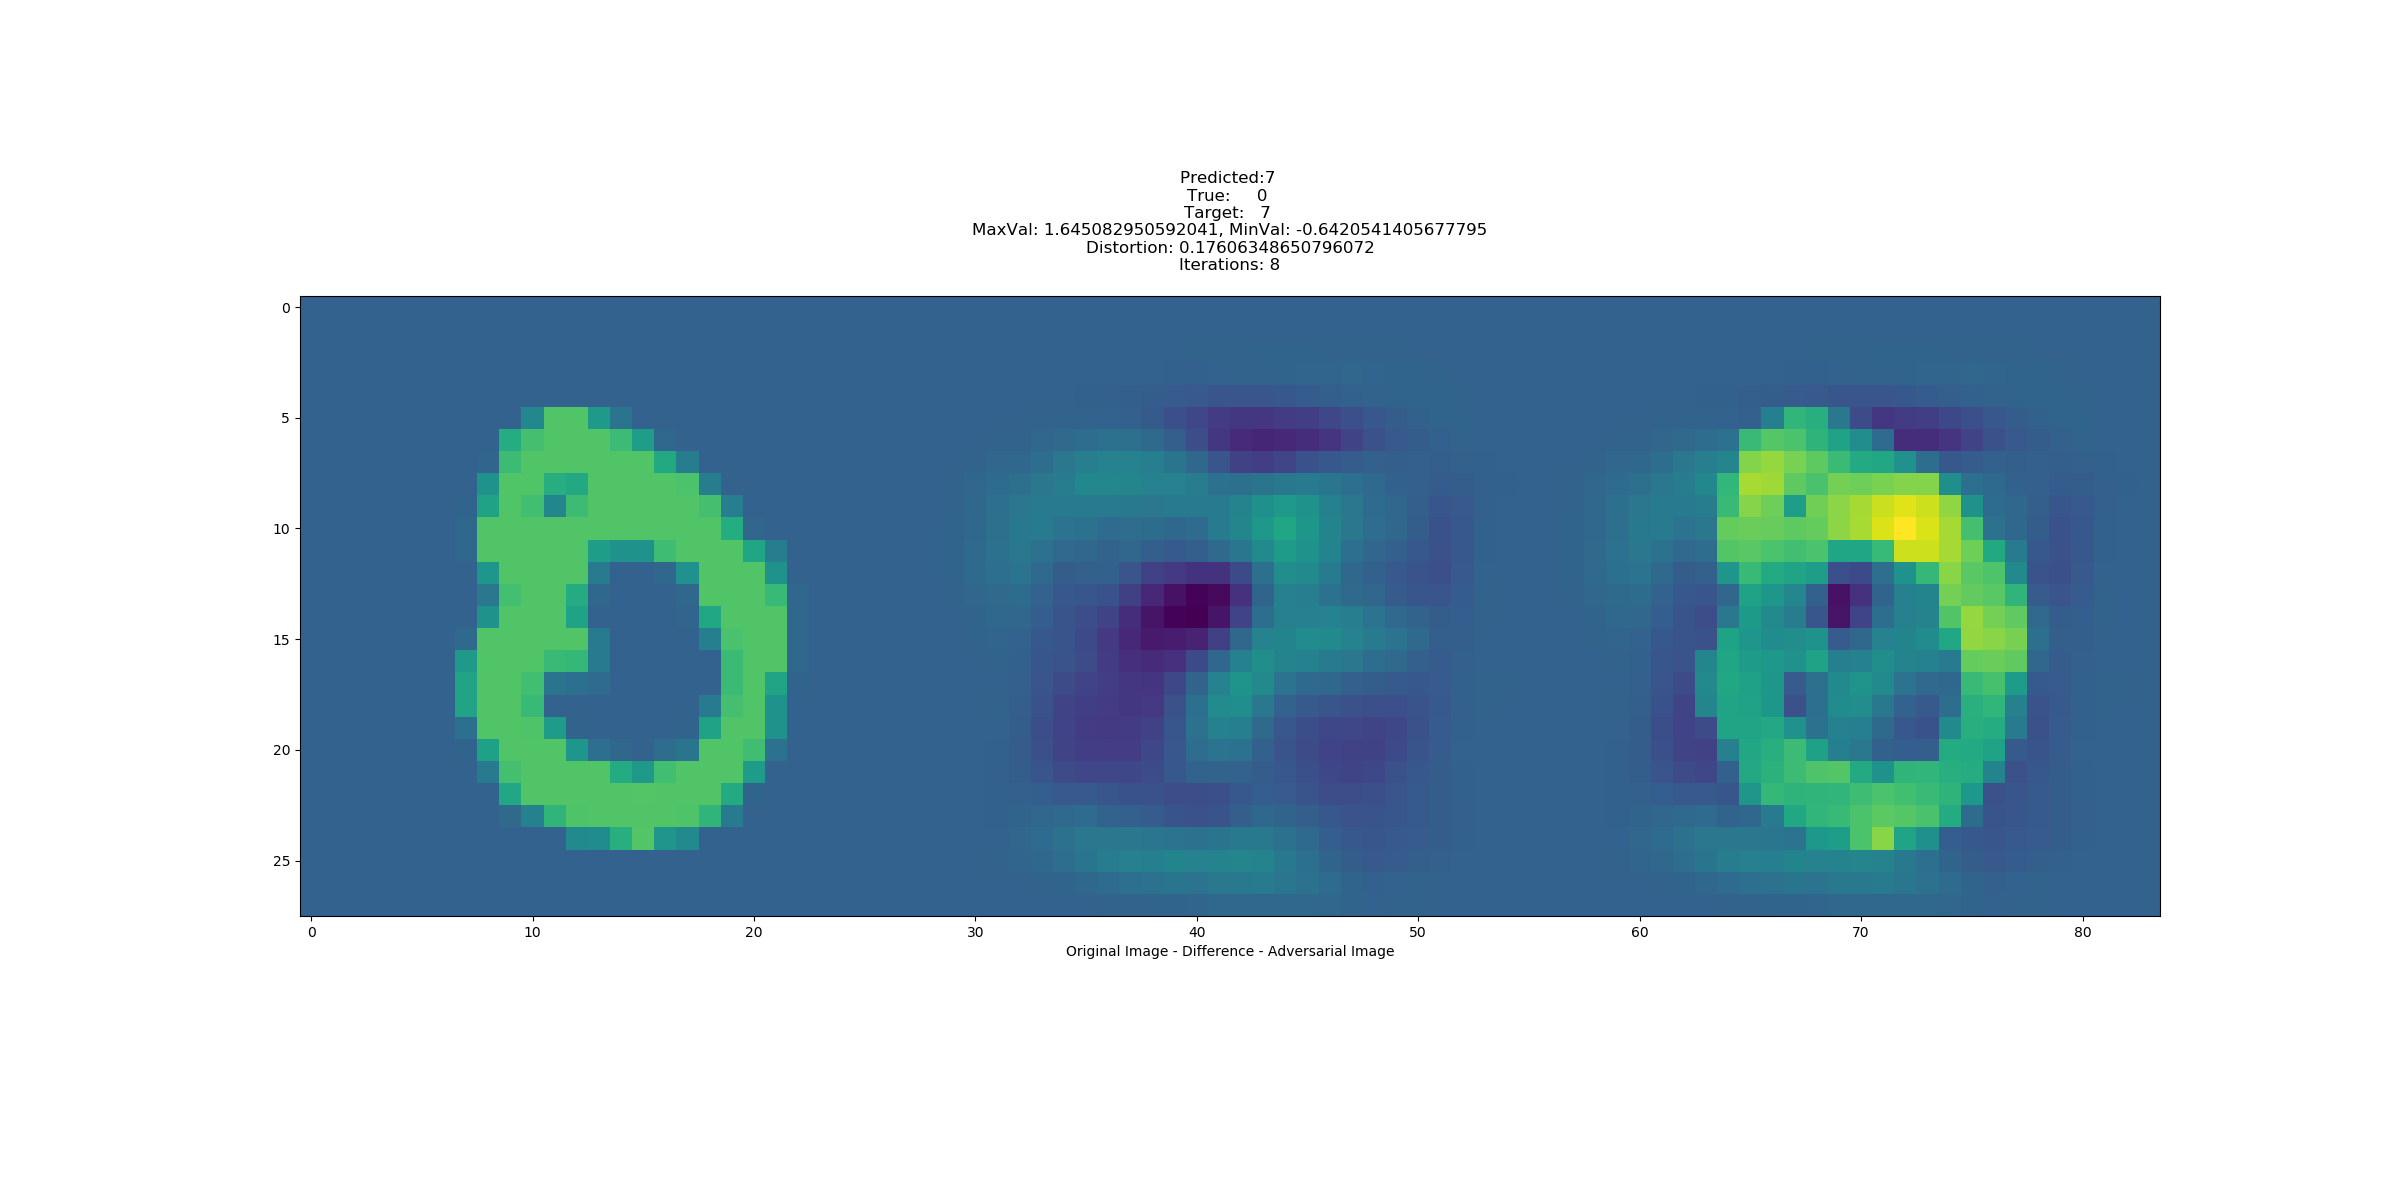 Predicted:7
True: 0
Target: 7
MaxVal: 1.645082950592041, MinVal: -0.6420541405677795
Distortion: 0.17606348650796072
Iterations: 8
0
5
10
15
20
25
0 10 20 30 40 50 60 70 80
Original Image - Difference - Adversarial Image